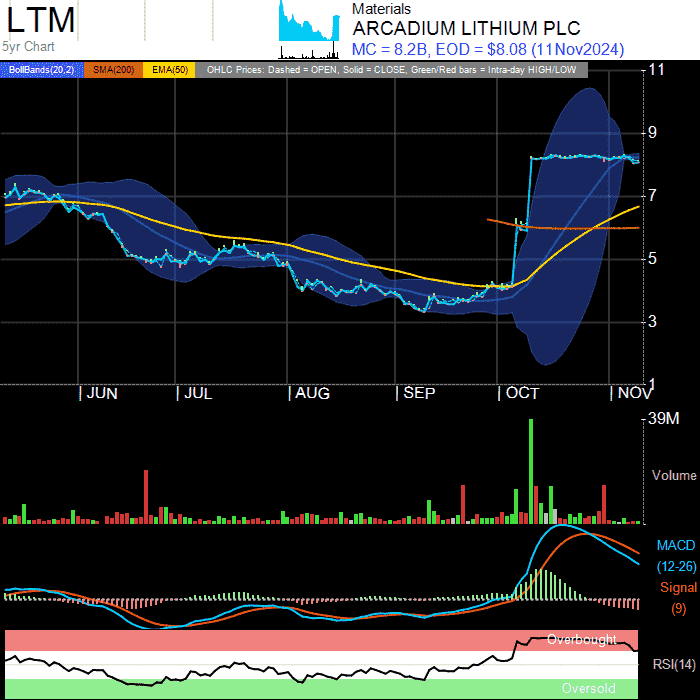 LTM
5yr Chart
Materials
ARCADIUM LITHIUM PLC
MC = 8.2B, EOD = $8.08 (11Nov2024)
BollBands(20,2) SMA(200) EMA(50) OHLC Prices: Dashed = OPEN, Solid = CLOSE, Green/Red bars = Intra-day HIGH/LOW
11
9
7
5
3
1
JUN JUL AUG SEP OCT NOV
39M
Volume
MACD
(12-26)
Signal
(9)
Overbought
RSI(14)
Oversold